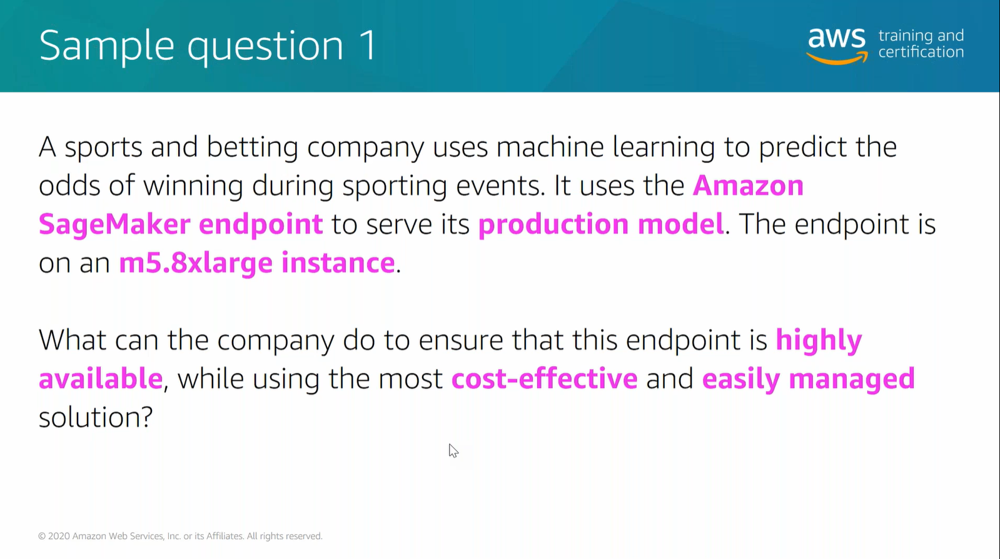 Sample question 1
aws training and
certification
A sports and betting company uses machine learning to predict the
odds of winning during sporting events. It uses the Amazon
SageMaker endpoint to serve its production model. The endpoint is
on an m5.8xlarge instance.
What can the company do to ensure that this endpoint is highly
available, while using the most cost-effective and easily managed
solution?
© 2020 Amazon Web Services, Inc. or its Affiliates. All rights reserved.